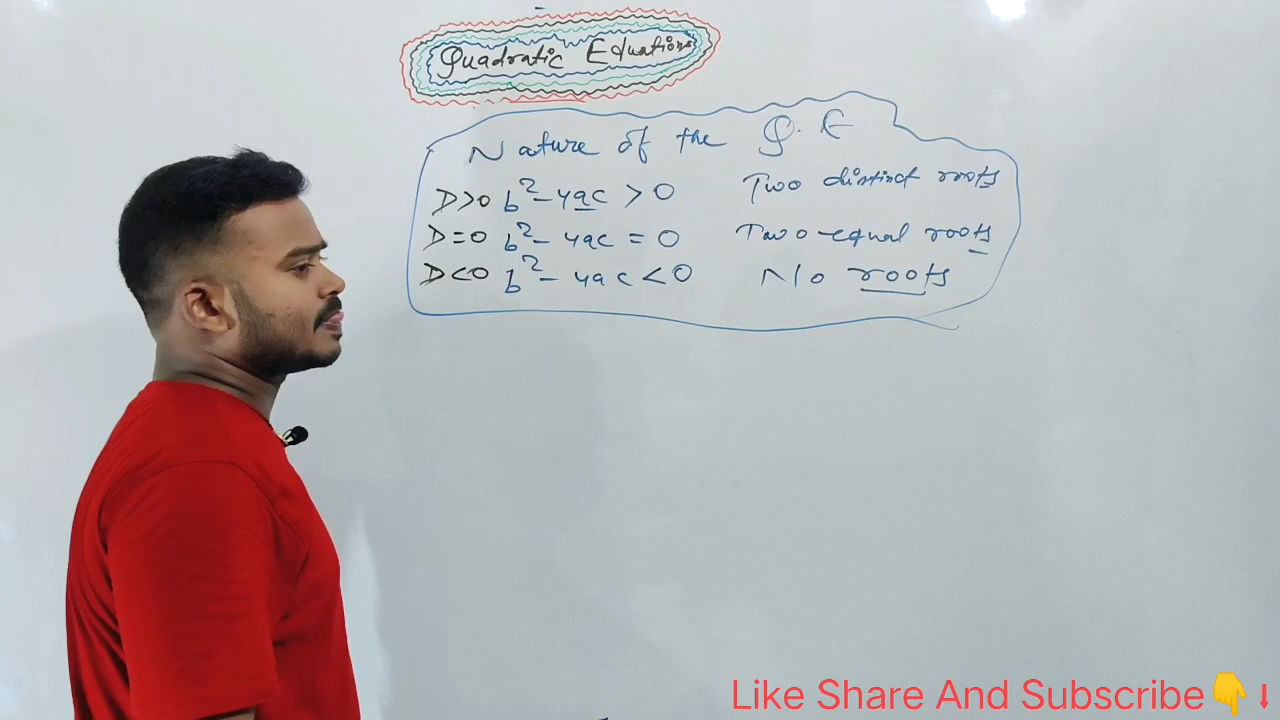 Quadratic Equations
Nature of the Q. E
D>0 b²-4ac > 0 Two distinct roots
D=0 b²-4ac = 0 Two equal roots
D<0 b²-4ac < 0 No roots
Like Share And Subscribe👇⬇